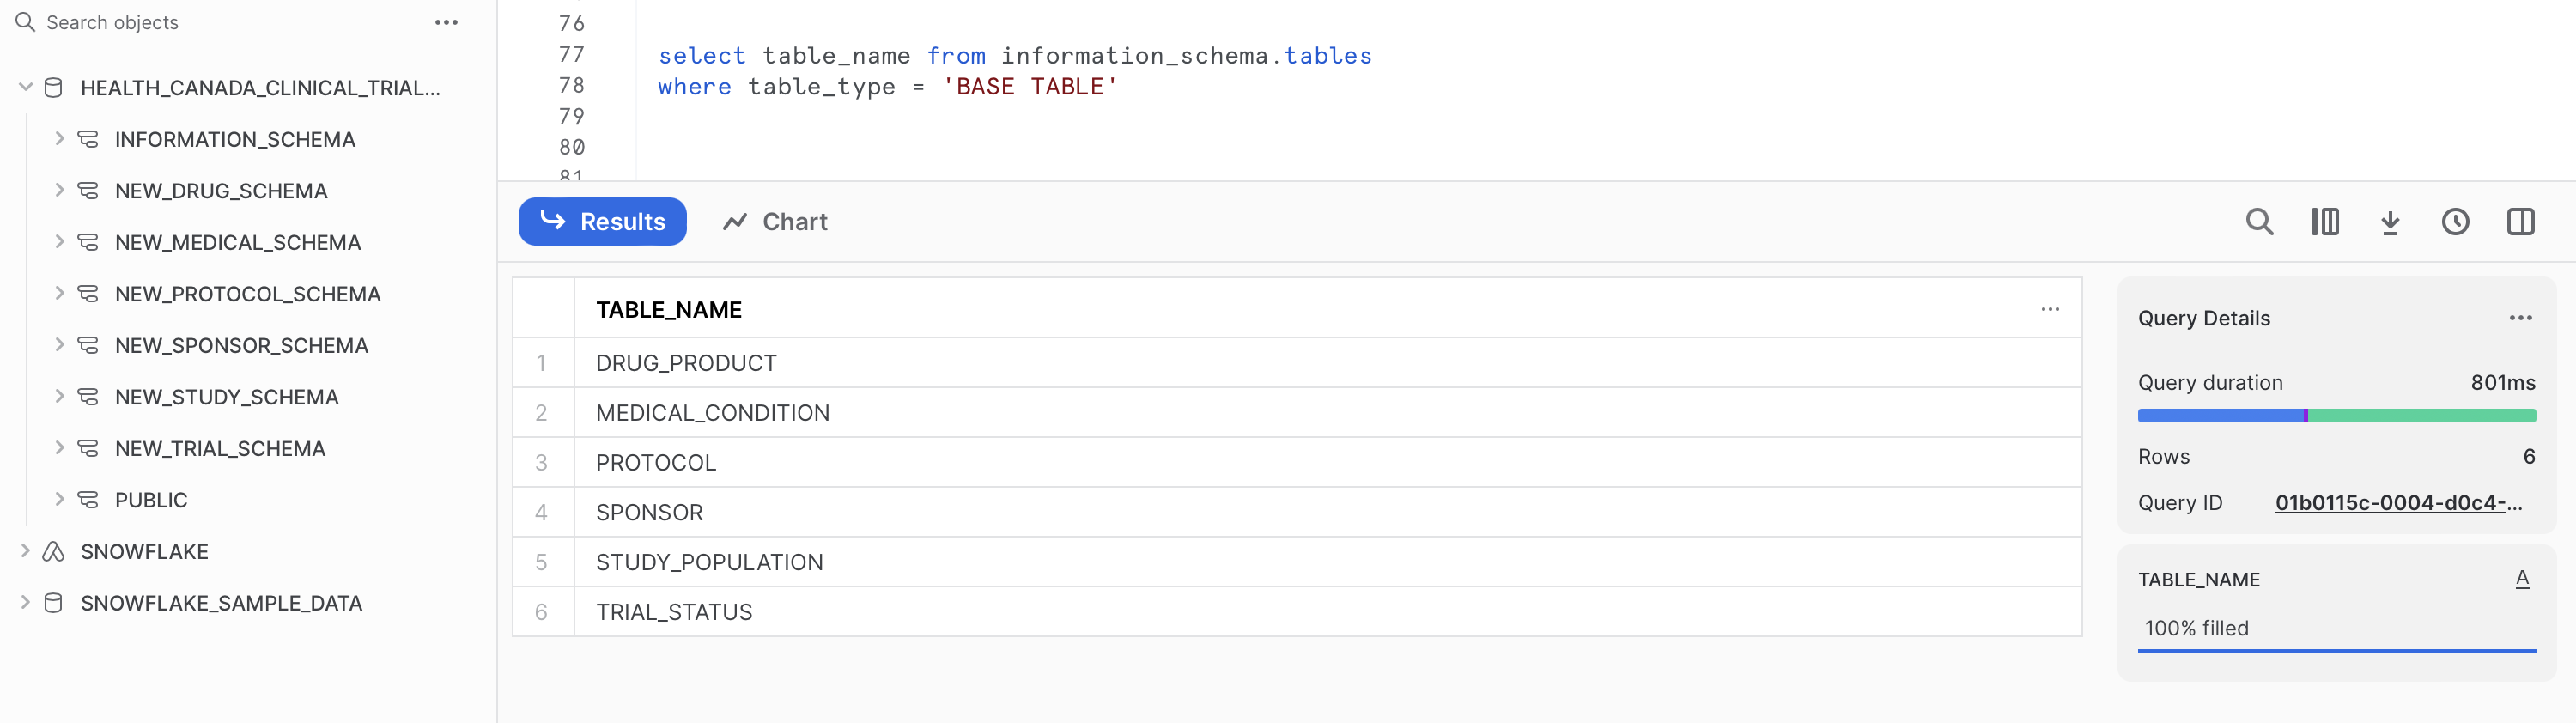 Search objects
HEALTH_CANADA_CLINICAL_TRIAL...
INFORMATION_SCHEMA
NEW_DRUG_SCHEMA
NEW_MEDICAL_SCHEMA
NEW_PROTOCOL_SCHEMA
NEW_SPONSOR_SCHEMA
NEW_STUDY_SCHEMA
NEW_TRIAL_SCHEMA
PUBLIC
SNOWFLAKE
SNOWFLAKE_SAMPLE_DATA
76
77 select table_name from information_schema.tables
78 where table_type = 'BASE TABLE'
79
80
81
Results Chart
TABLE_NAME
1 DRUG_PRODUCT
2 MEDICAL_CONDITION
3 PROTOCOL
4 SPONSOR
5 STUDY_POPULATION
6 TRIAL_STATUS
Query Details
Query duration 801ms
Rows 6
Query ID 01b0115c-0004-d0c4-...
TABLE_NAME A
100% filled